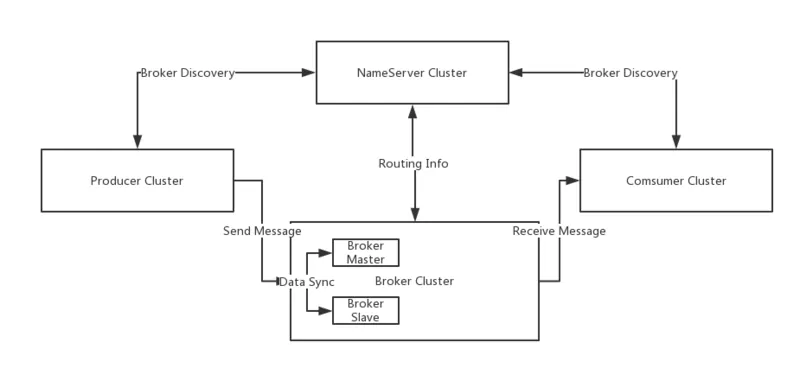 NameServer Cluster
Broker Discovery
Broker Discovery
Routing Info
Producer Cluster
Comsumer Cluster
Send Message
Receive Message
Broker
Master
Data Sync
Broker Cluster
Broker
Slave